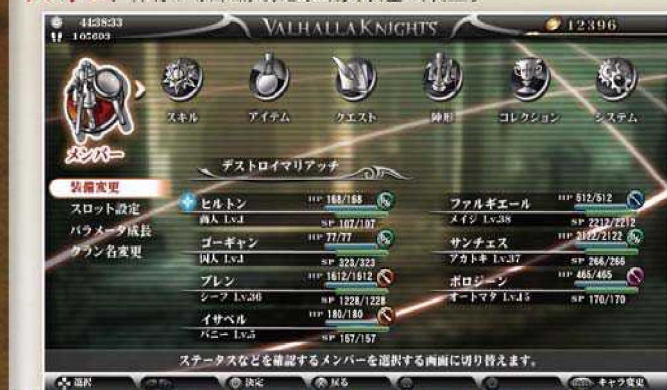 44:38:33
105693
VALHALLA KNIGHTS
12396
スキル
アイテム
クエスト
陣形
コレクション
システム
メンバー
デストロイマリアッチ
装備変更
スロット設定
パラメータ成長
クラン名変更
ヒルトン HP 168/168
商人 Lv.1 SP 107/107
ゴーギャン HP 77/77
囚人 Lv.1 SP 323/323
ブレン HP 1612/1612
シーフ Lv.36 SP 1228/1228
イサベル HP 180/180
バニー Lv.5 SP 167/167
ファルギエール HP 512/512
メイジ Lv.38 SP 2212/2212
サンチェス HP 2122/2122
アカトキ Lv.37 SP 266/266
ボロジーン HP 465/465
オートマタ Lv.15 SP 170/170
ステータスなどを確認するメンバーを選択する画面に切り替えます。
選択
決定
戻る
キャラ変更